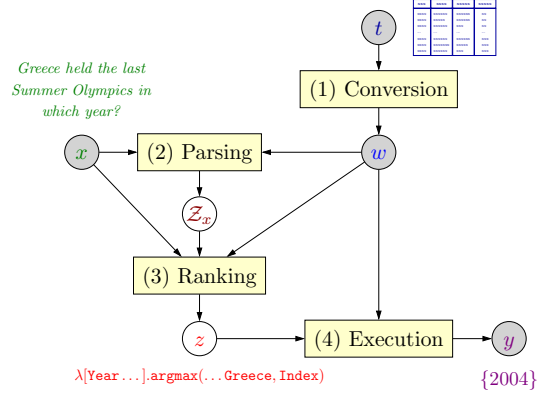 t
Greece held the last
Summer Olympics in
which year?
(1) Conversion
x
(2) Parsing
w
𝒵ₓ
(3) Ranking
z
(4) Execution
y
λ[Year ...].argmax(...Greece, Index)
{2004}